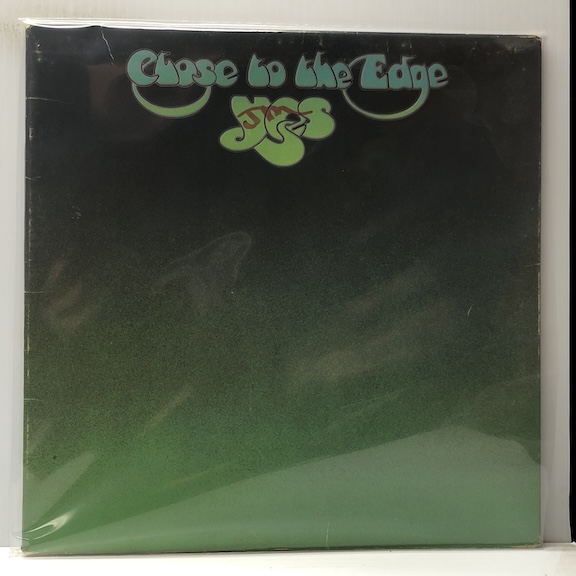 Close to the Edge
Yes